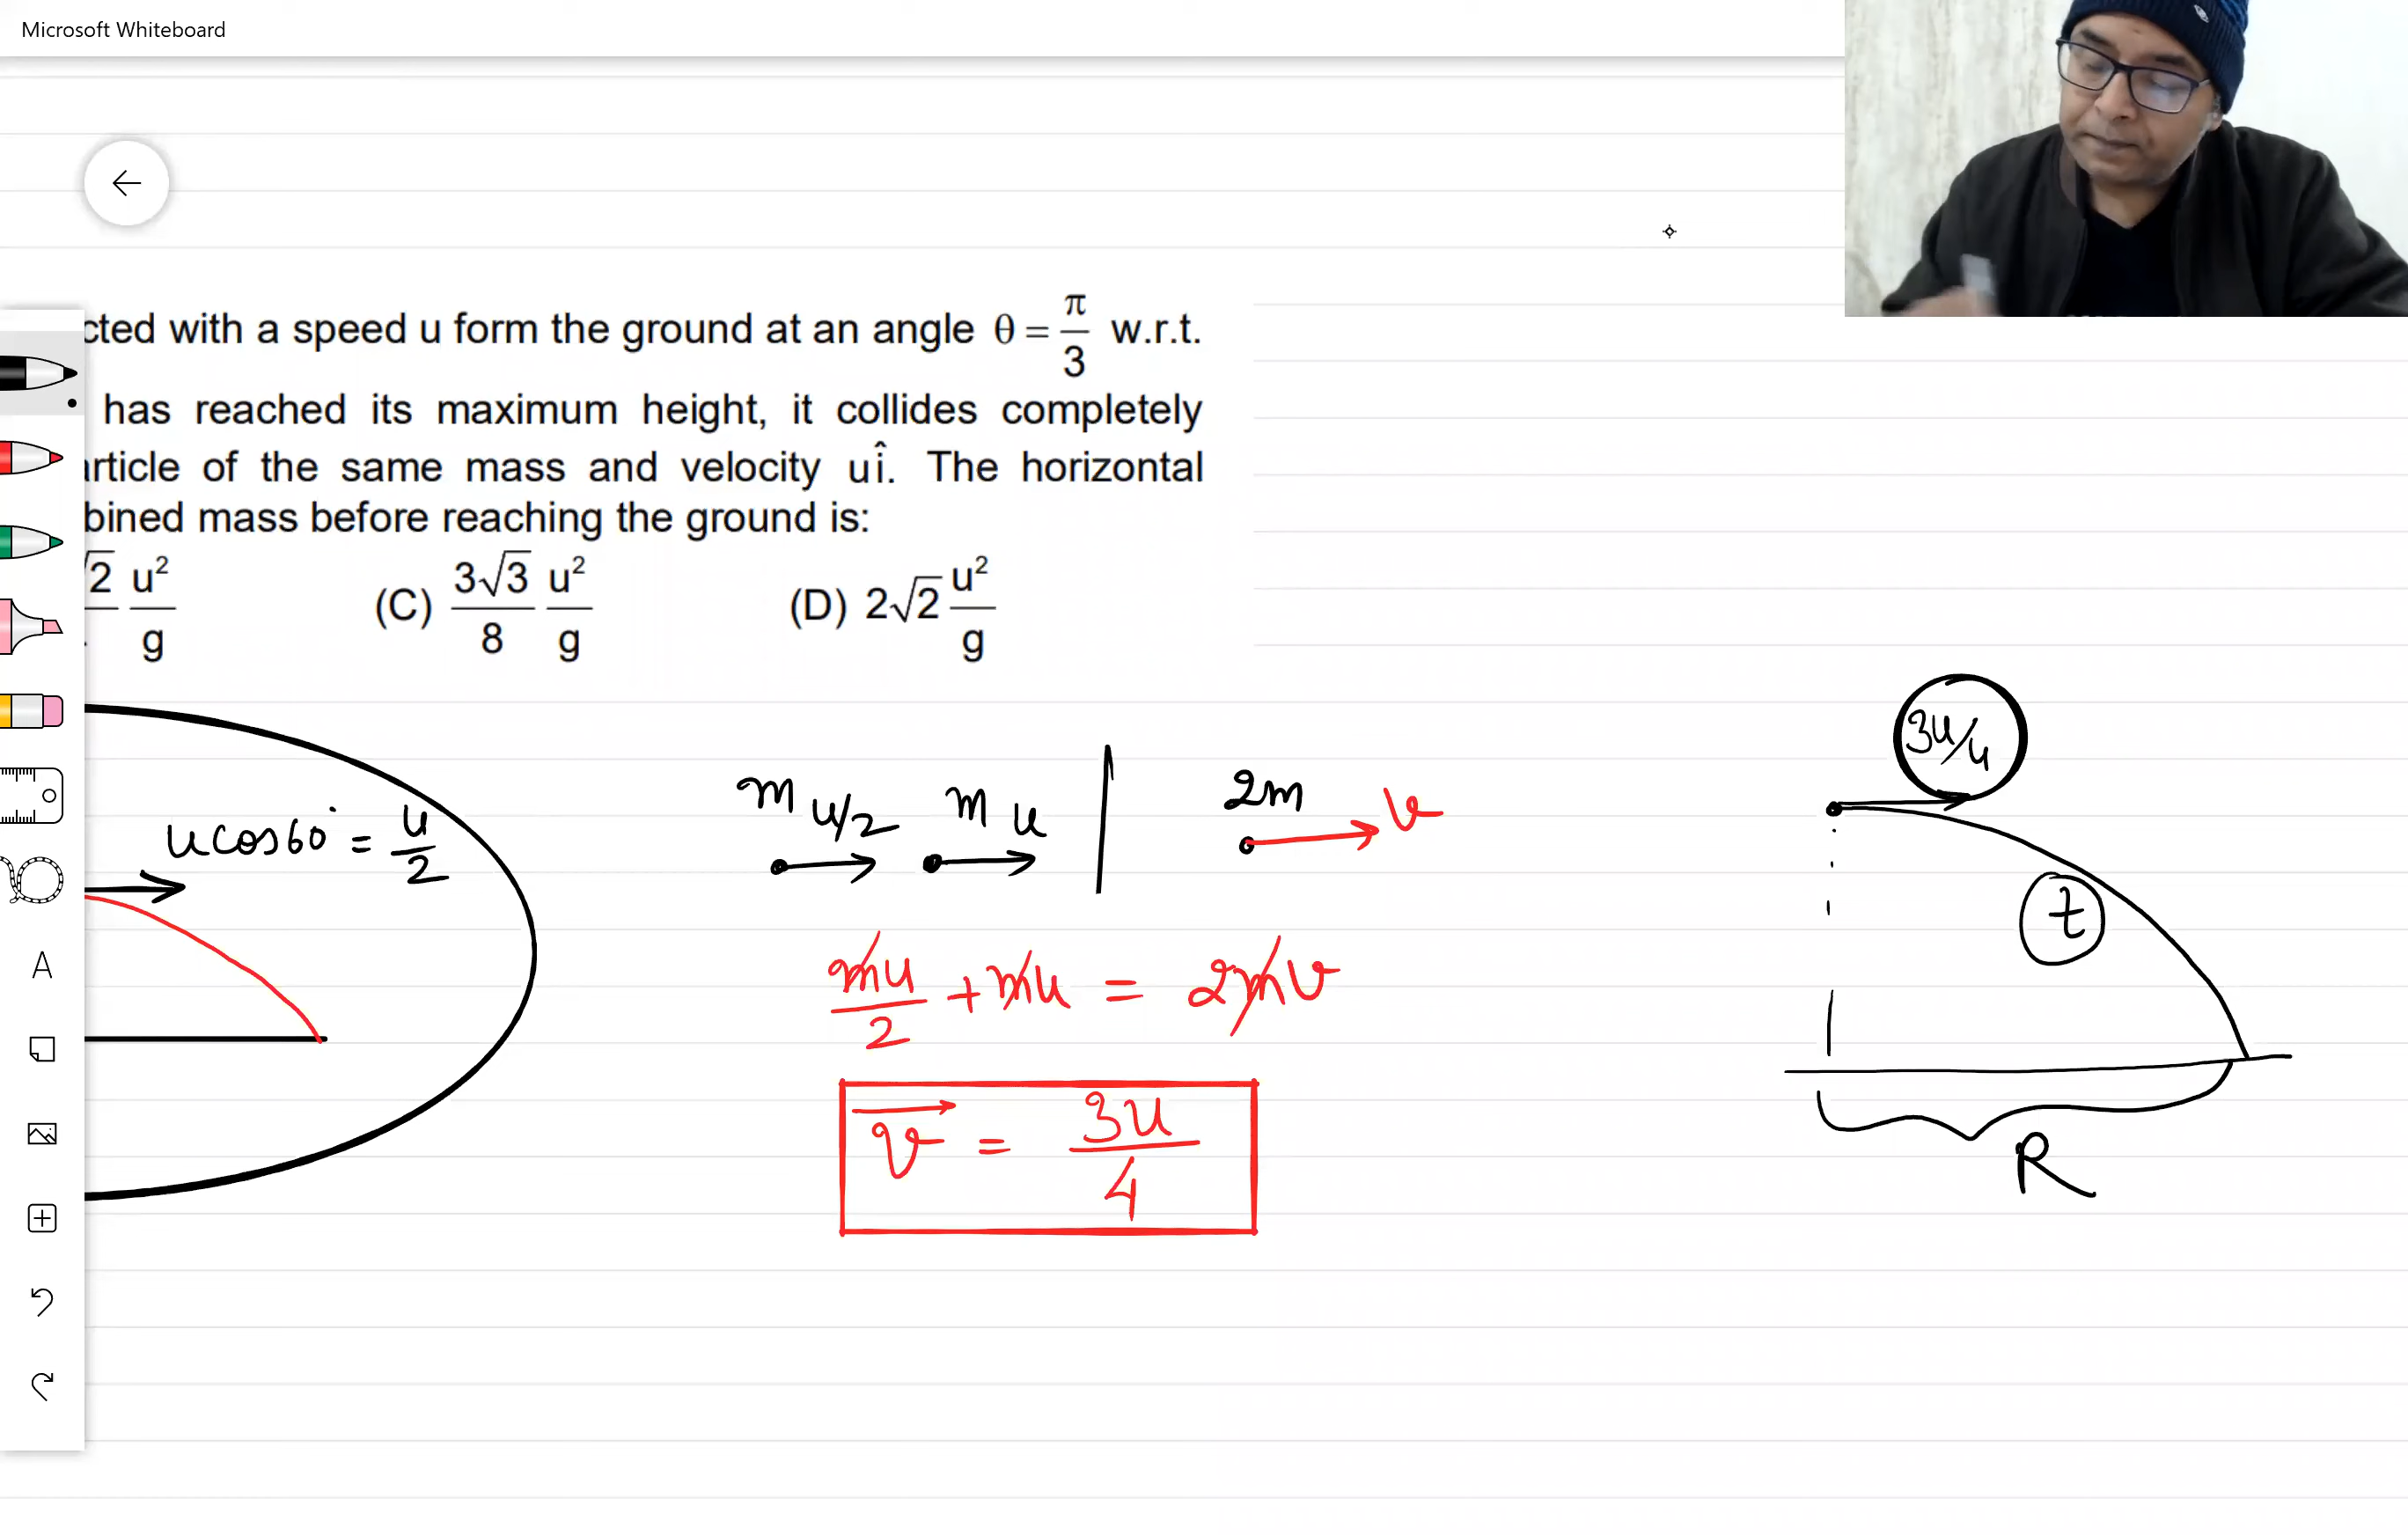 Microsoft Whiteboard
cted with a speed u form the ground at an angle θ = π/3 w.r.t.
has reached its maximum height, it collides completely
article of the same mass and velocity uî. The horizontal
bined mass before reaching the ground is:
√2 u²/g (C) 3√3/8 u²/g (D) 2√2 u²/g
u cos60° = u/2
m u/2 m u 2m v
mu/2 + mu = 2mv
v = 3u/4
3u/4
t
R
A